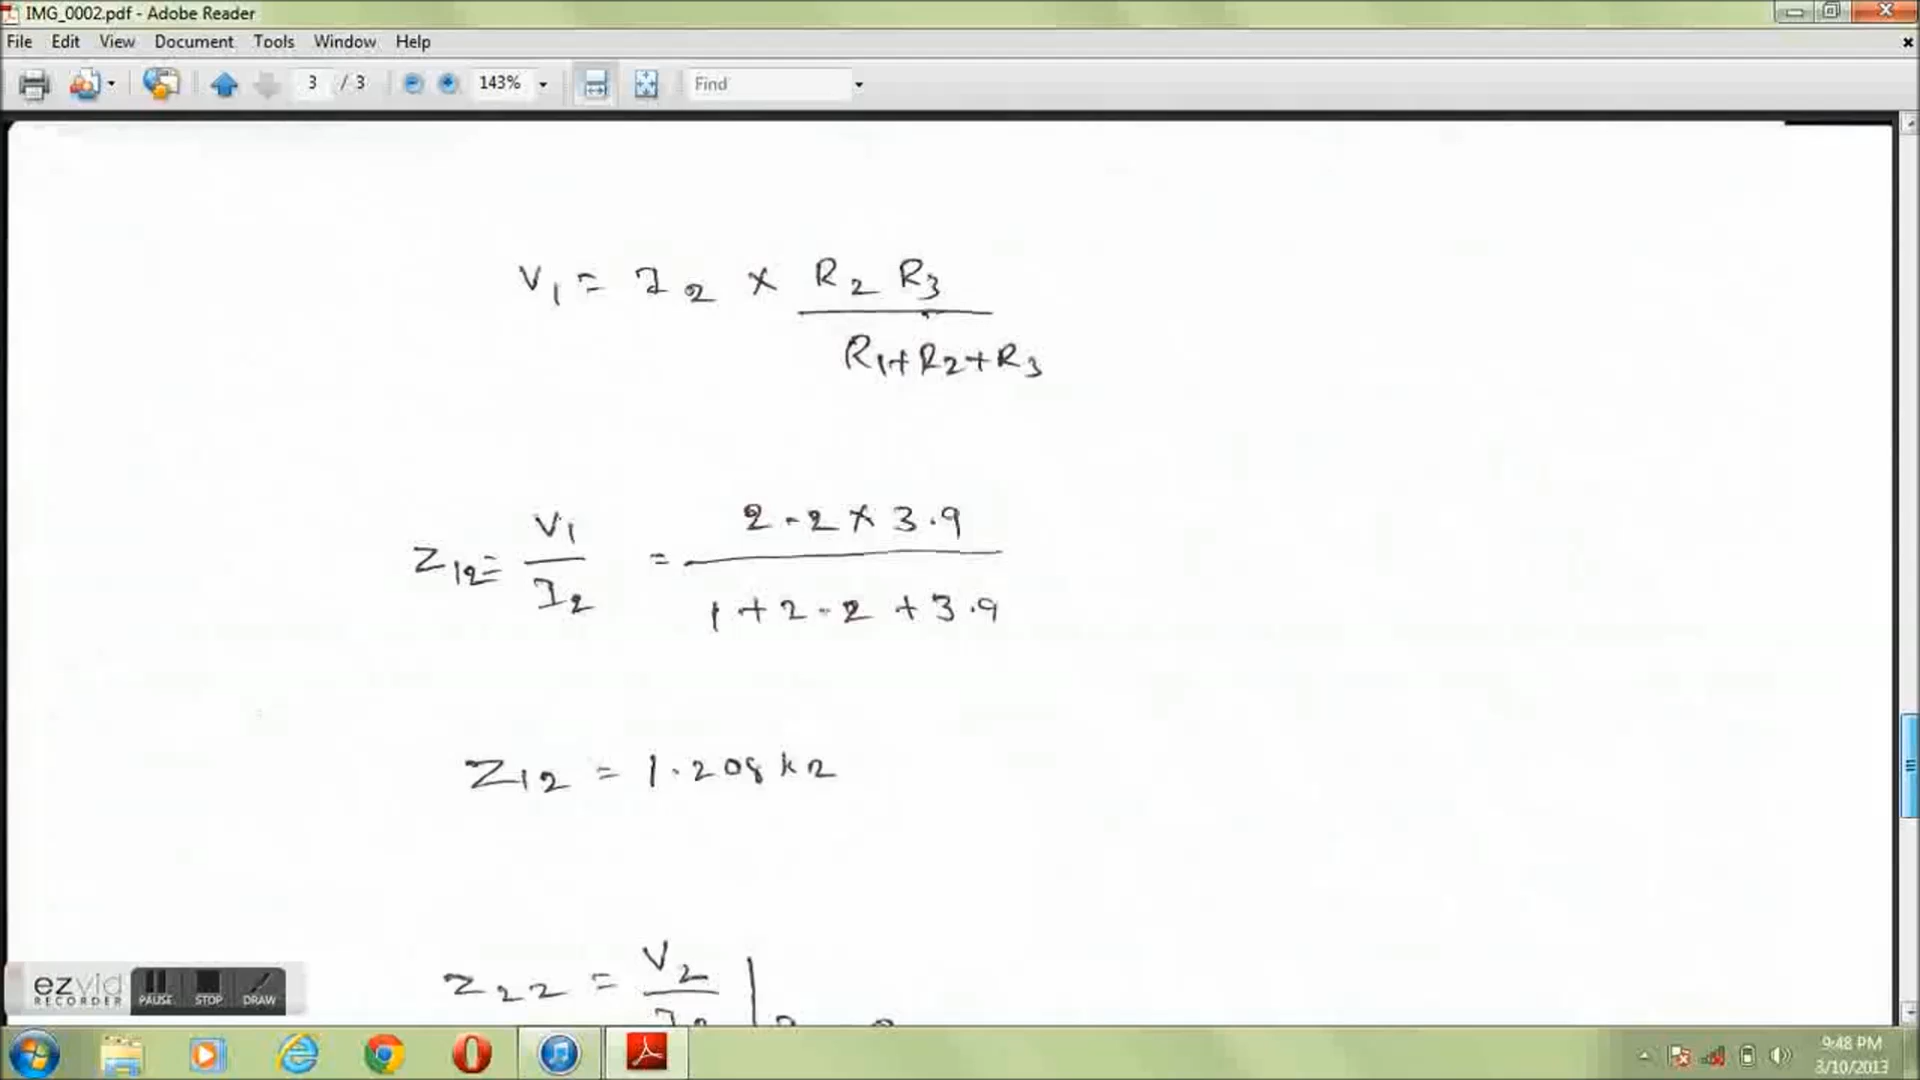 IMG_0002.pdf - Adobe Reader
File Edit View Document Tools Window Help
3 / 3 143% Find
V1 = I2 × R2 R3
R1+R2+R3
Z12 = V1 = 2.2 × 3.9
I2 1+2.2+3.9
Z12 = 1.208 kΩ
Z22 = V2
ezvid
RECORDER PAUSE STOP DRAW
9:48 PM
3/10/2013